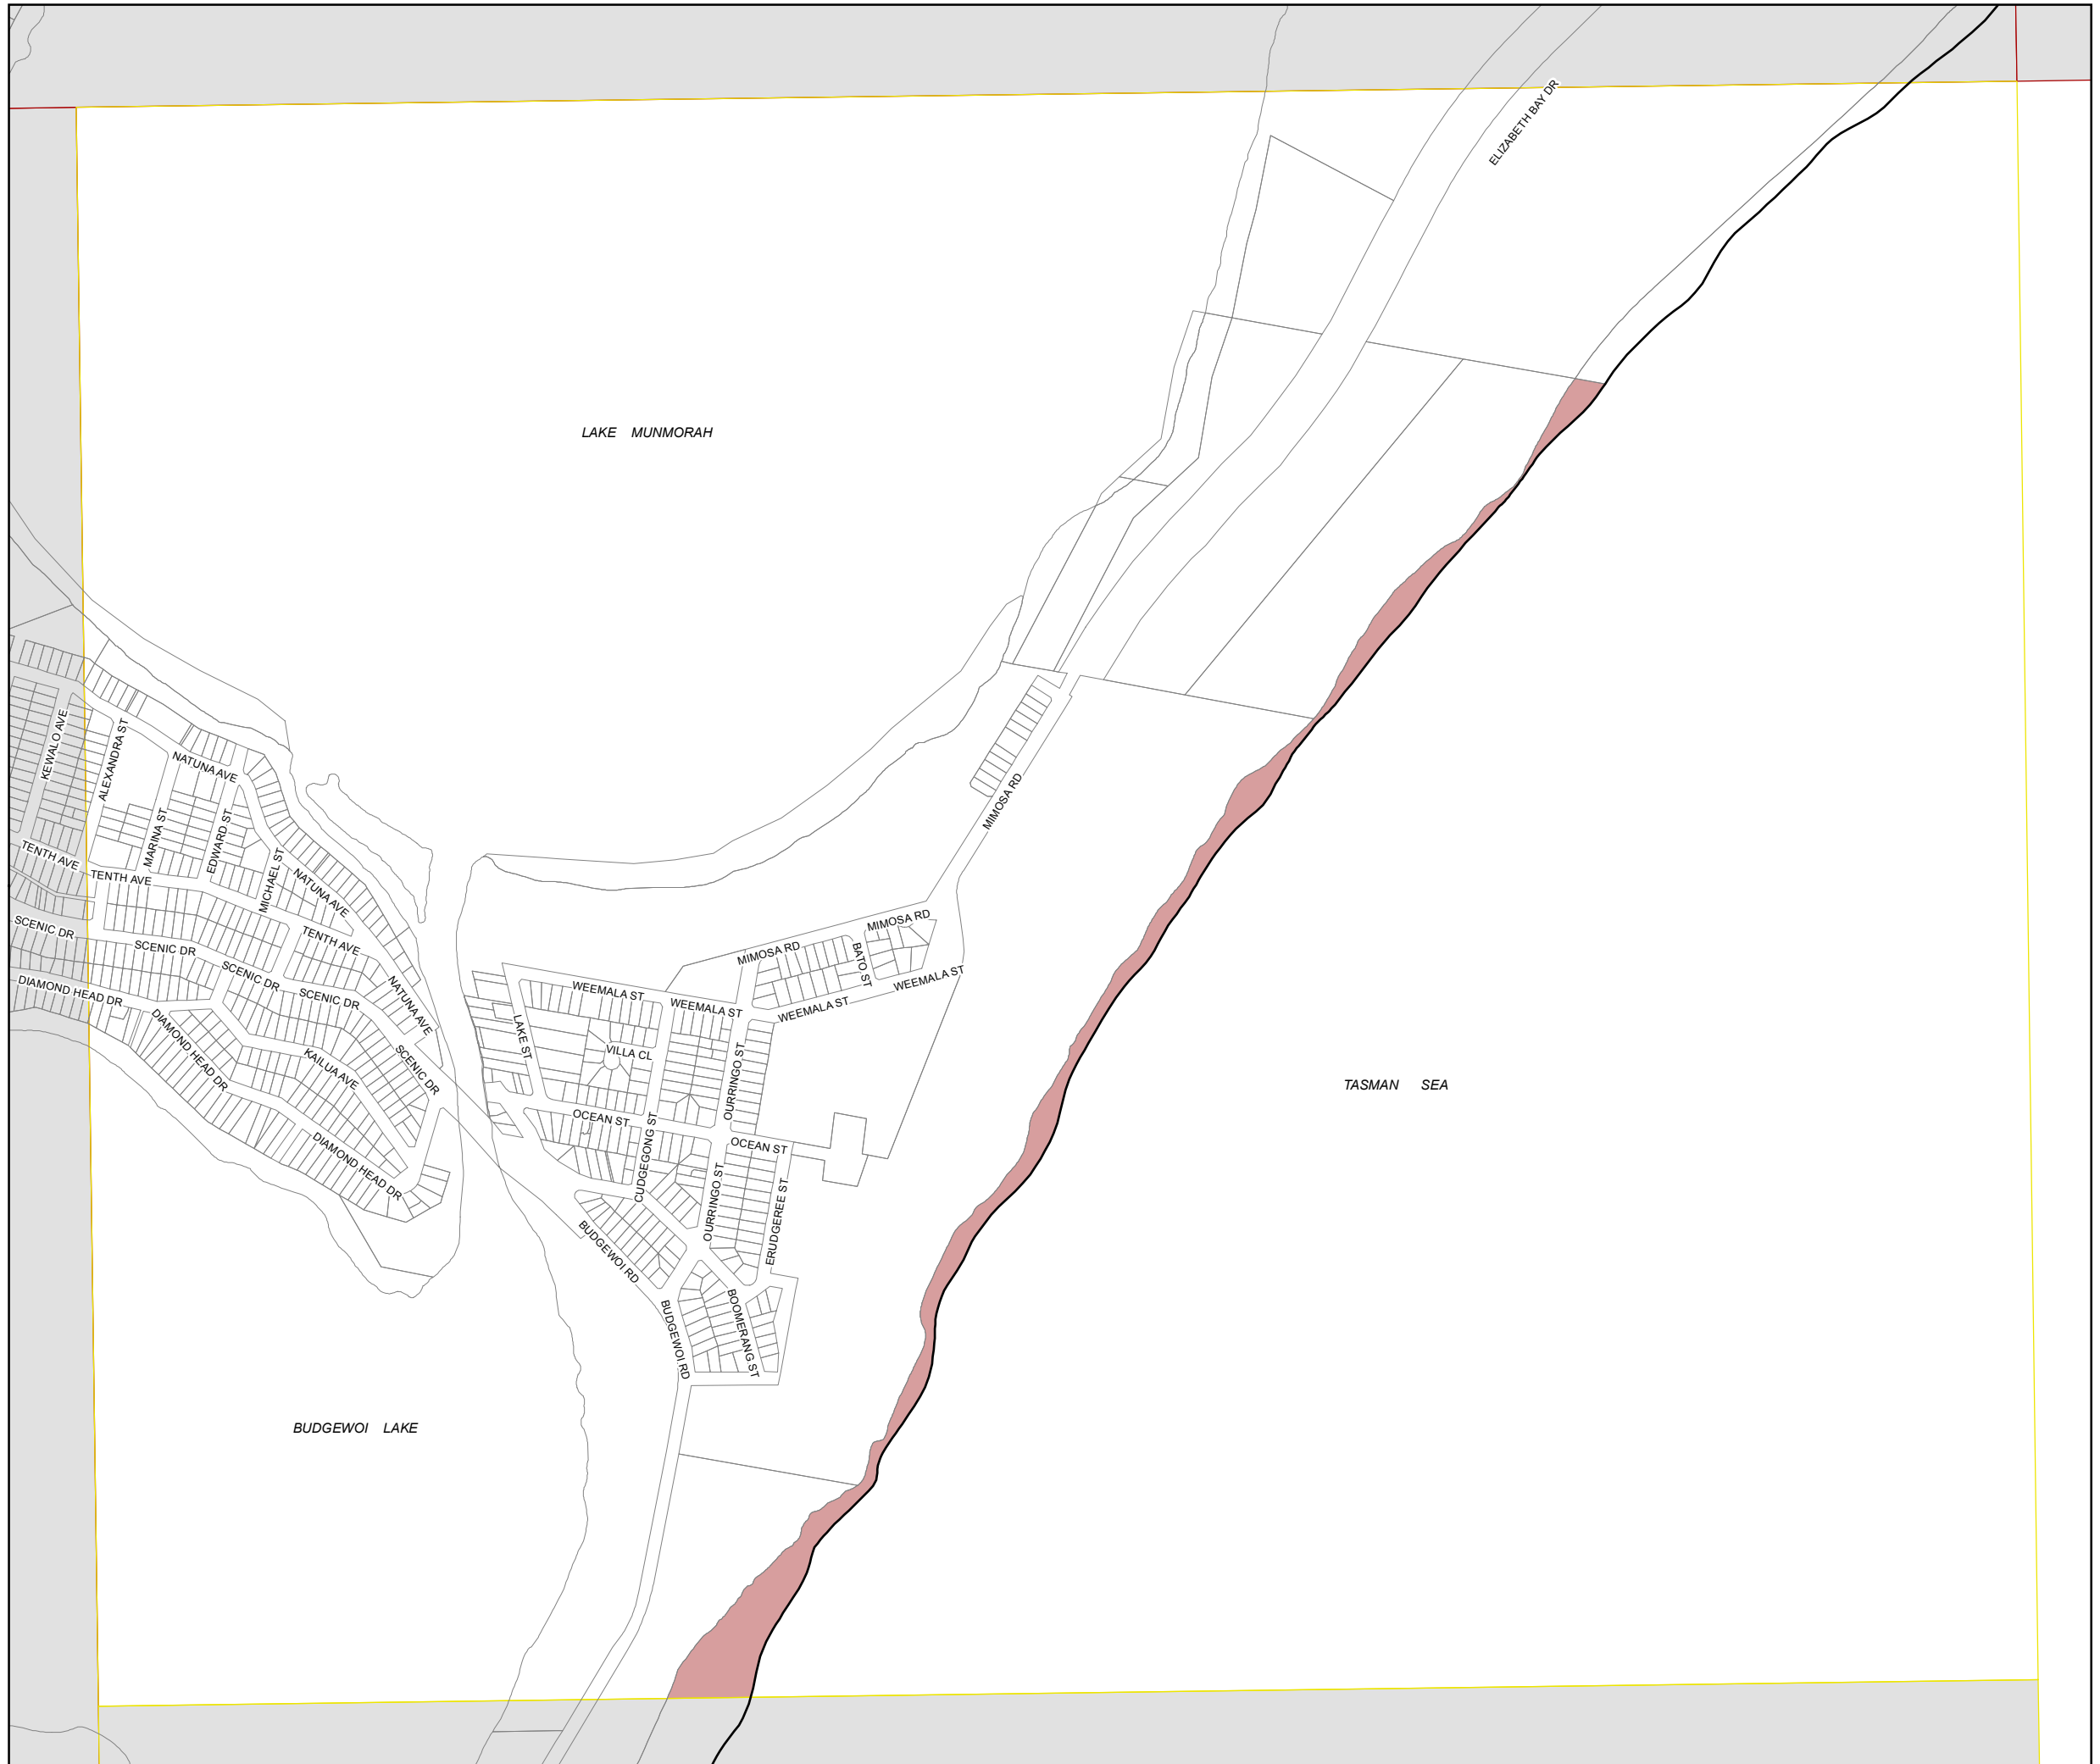 ELIZABETH BAY DR
LAKE MUNMORAH
KEWALO AVE
ALEXANDRA ST
NATUNA AVE
MARINA ST
EDWARD ST
MICHAEL ST
MIMOSA RD
TENTH AVE
TENTH AVE
NATUNA AVE
SCENIC DR
SCENIC DR
TENTH AVE
MIMOSA RD
MIMOSA RD
BATO ST
SCENIC DR
SCENIC DR
DIAMOND HEAD DR
NATUNA AVE
WEEMALA ST
WEEMALA ST
WEEMALA ST
WEEMALA ST
DIAMOND HEAD DR
LAKE ST
VILLA CL
KAILUA AVE
SCENIC DR
OURRINGO ST
TASMAN SEA
OCEAN ST
CUDGEGONG ST
OCEAN ST
DIAMOND HEAD DR
OURRINGO ST
ERUDGEREE ST
BUDGEWOI RD
BUDGEWOI RD
BOOMERANG ST
BUDGEWOI LAKE